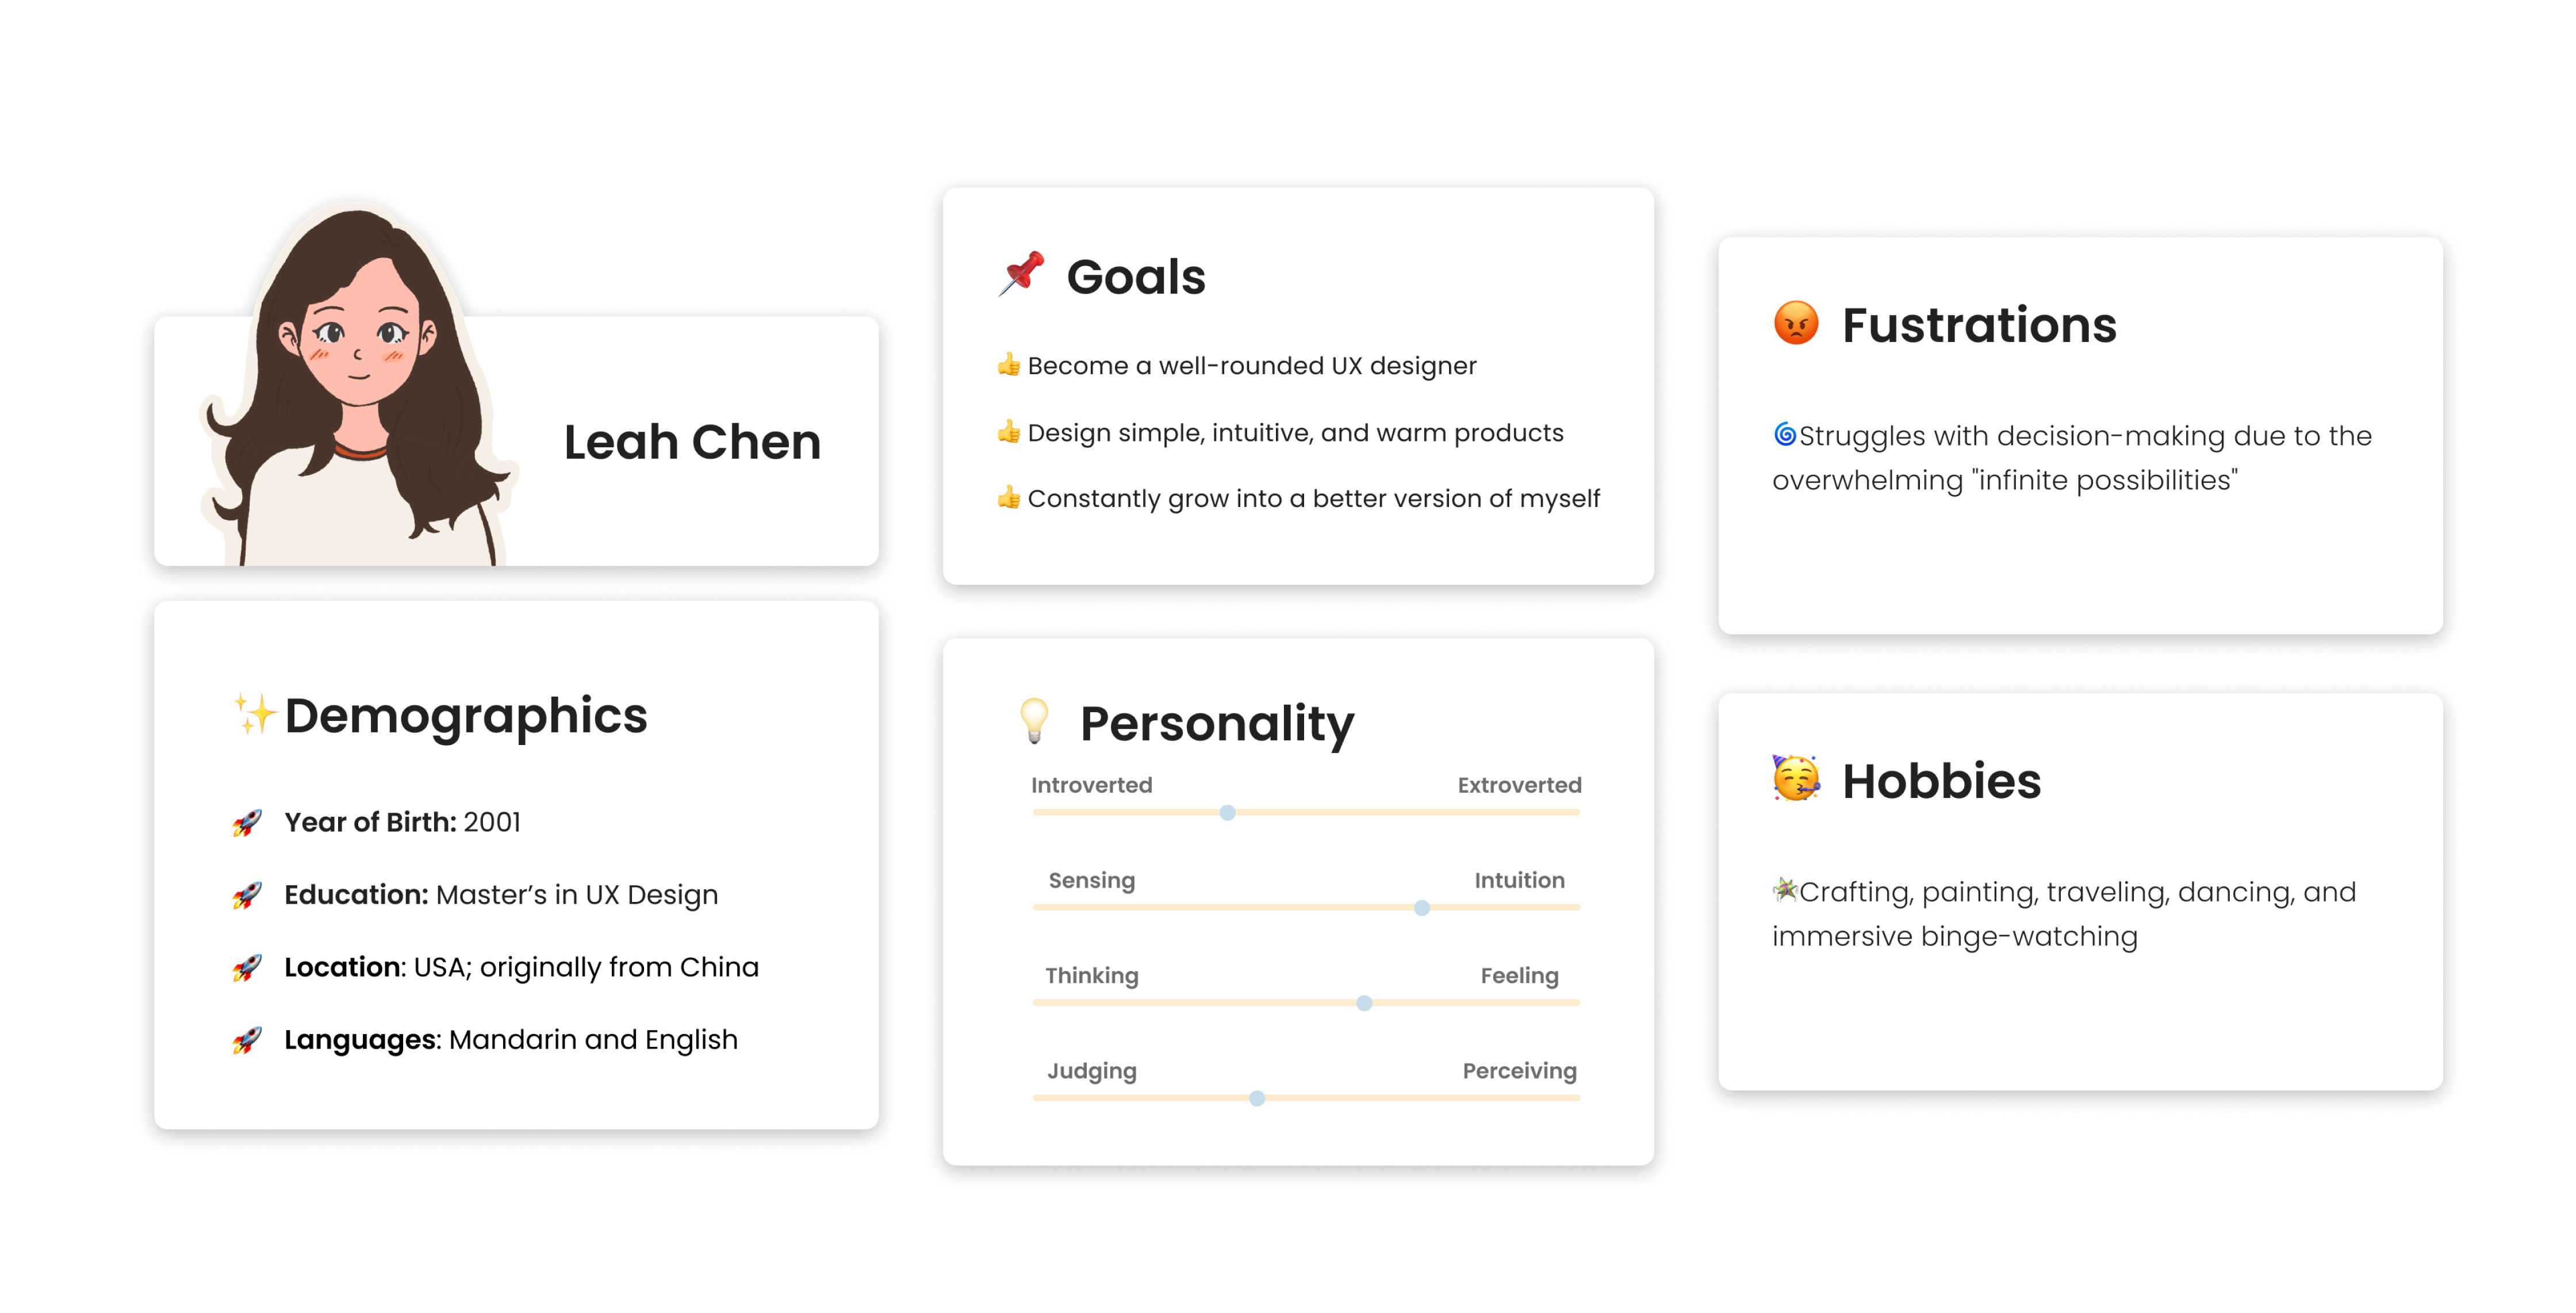 Leah Chen
✨Demographics
🚀 Year of Birth: 2001
🚀 Education: Master’s in UX Design
🚀 Location: USA; originally from China
🚀 Languages: Mandarin and English
📌 Goals
👍Become a well-rounded UX designer
👍Design simple, intuitive, and warm products
👍Constantly grow into a better version of myself
💡 Personality
Introverted Extroverted
Sensing Intuition
Thinking Feeling
Judging Perceiving
😡 Fustrations
🌀Struggles with decision-making due to the
overwhelming "infinite possibilities"
🥳 Hobbies
🪅Crafting, painting, traveling, dancing, and
immersive binge-watching